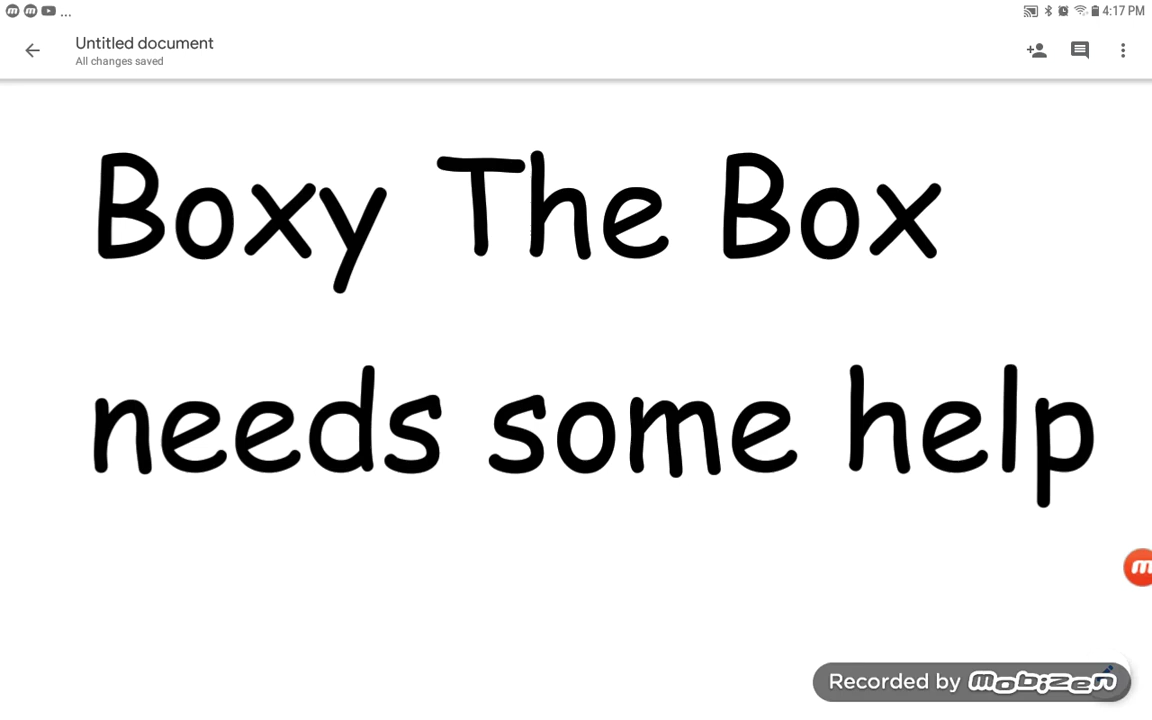 ... 4:17 PM
Untitled document
All changes saved
Boxy The Box
needs some help
m
Recorded by mobizen